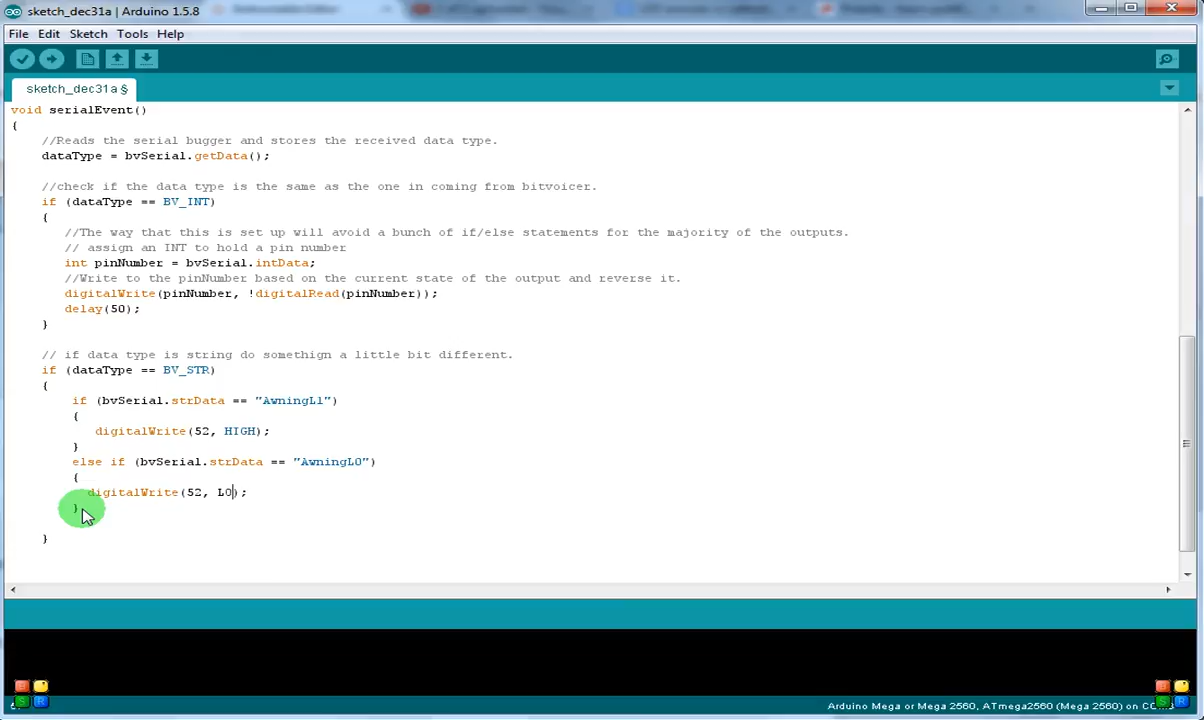 sketch_dec31a | Arduino 1.5.8
File Edit Sketch Tools Help
sketch_dec31a §
void serialEvent()
{
//Reads the serial bugger and stores the received data type.
dataType = bvSerial.getData();
//check if the data type is the same as the one in coming from bitvoicer.
if (dataType == BV_INT)
{
//The way that this is set up will avoid a bunch of if/else statements for the majority of the outputs.
// assign an INT to hold a pin number
int pinNumber = bvSerial.intData;
//Write to the pinNumber based on the current state of the output and reverse it.
digitalWrite(pinNumber, !digitalRead(pinNumber));
delay(50);
}
// if data type is string do somethign a little bit different.
if (dataType == BV_STR)
{
if (bvSerial.strData == "AwningL1")
{
digitalWrite(52, HIGH);
}
else if (bvSerial.strData == "AwningL0")
{
digitalWrite(52, LO);
}
}
B
S R
B
S R
Arduino Mega or Mega 2560, ATmega2560 (Mega 2560) on